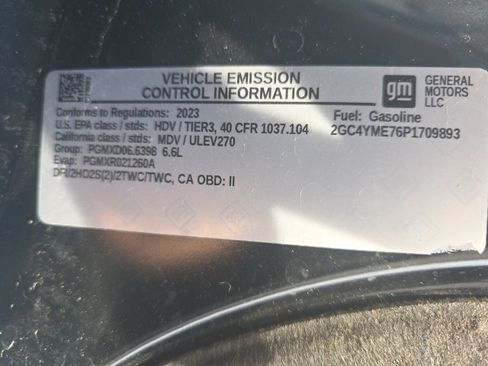 VEHICLE EMISSION
CONTROL INFORMATION
gm
GENERAL
MOTORS
LLC
Conforms to Regulations: 2023
Fuel: Gasoline
U.S. EPA class / stds: HDV / TIER3, 40 CFR 1037.104
2GC4YME76P1709893
California class / stds: MDV / ULEV270
Group: PGMXD06.6398 6.6L
Evap: PGMXR021260A
DFI/2HO2S(2)/2TWC/TWC, CA OBD: II